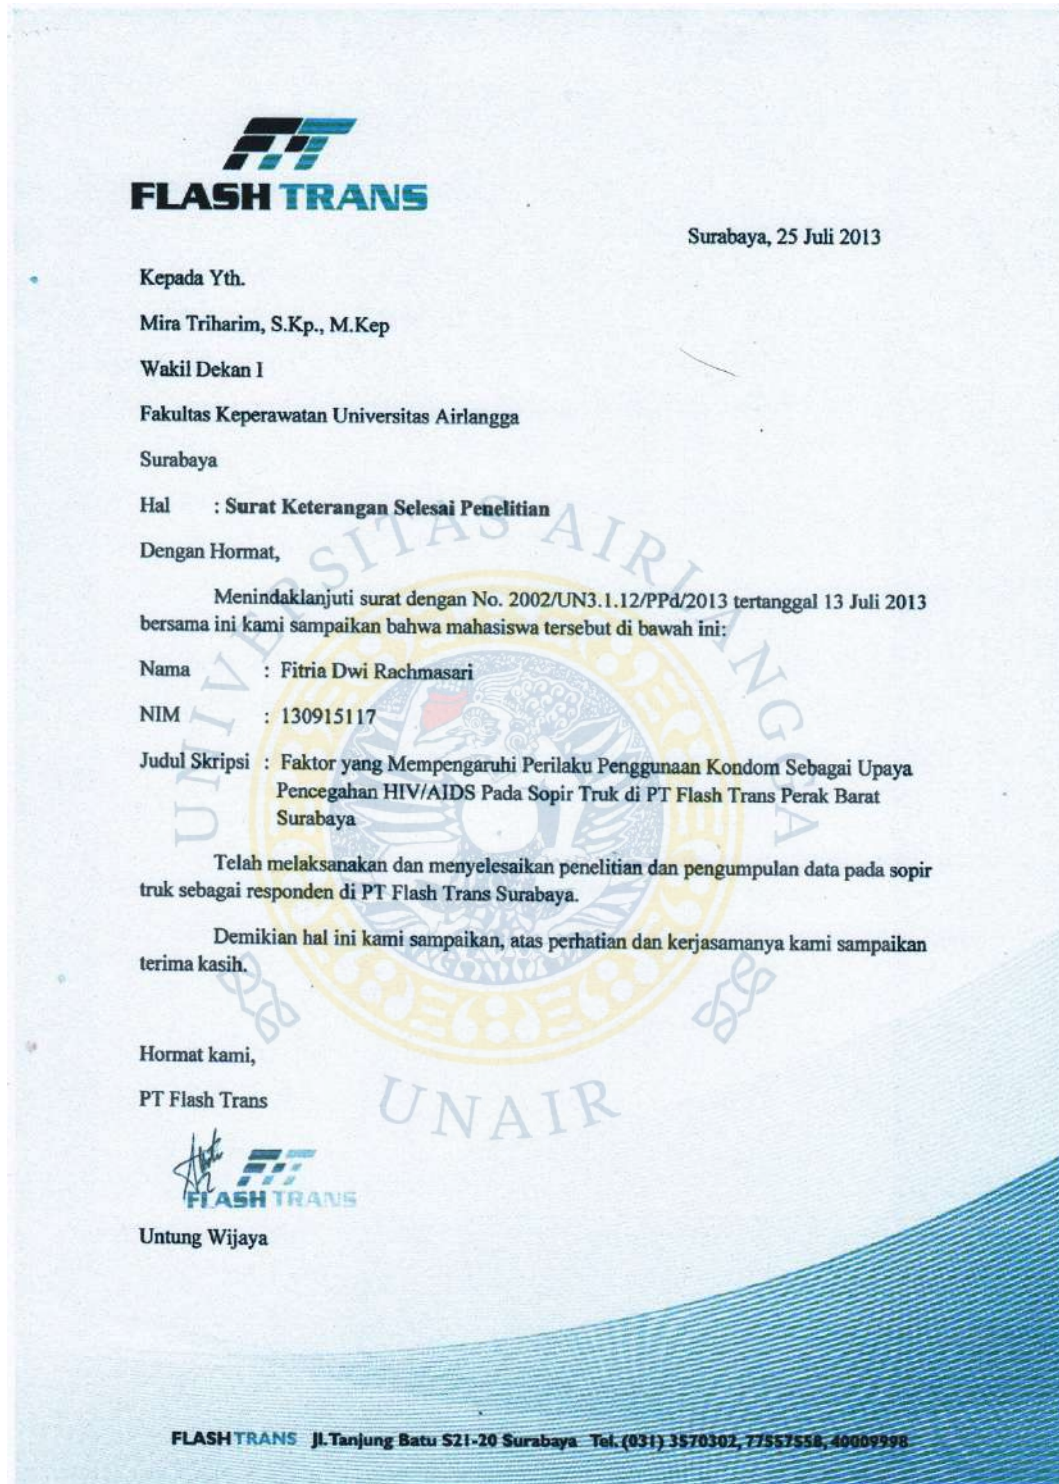 FLASH TRANS
Surabaya, 25 Juli 2013
Kepada Yth.
Mira Triharim, S.Kp., M.Kep
Wakil Dekan I
Fakultas Keperawatan Universitas Airlangga
Surabaya
Hal : Surat Keterangan Selesai Penelitian
Dengan Hormat,
Menindaklanjuti surat dengan No. 2002/UN3.1.12/PPd/2013 tertanggal 13 Juli 2013
bersama ini kami sampaikan bahwa mahasiswa tersebut di bawah ini:
Nama : Fitria Dwi Rachmasari
NIM : 130915117
Judul Skripsi : Faktor yang Mempengaruhi Perilaku Penggunaan Kondom Sebagai Upaya
Pencegahan HIV/AIDS Pada Sopir Truk di PT Flash Trans Perak Barat
Surabaya
Telah melaksanakan dan menyelesaikan penelitian dan pengumpulan data pada sopir
truk sebagai responden di PT Flash Trans Surabaya.
Demikian hal ini kami sampaikan, atas perhatian dan kerjasamanya kami sampaikan
terima kasih.
UNIVERSITAS AIRLANGGA
UNAIR
Hormat kami,
PT Flash Trans
FLASH TRANS
Untung Wijaya
FLASHTRANS Jl. Tanjung Batu S21-20 Surabaya Tel. (031) 3570302, 77557558, 40009998